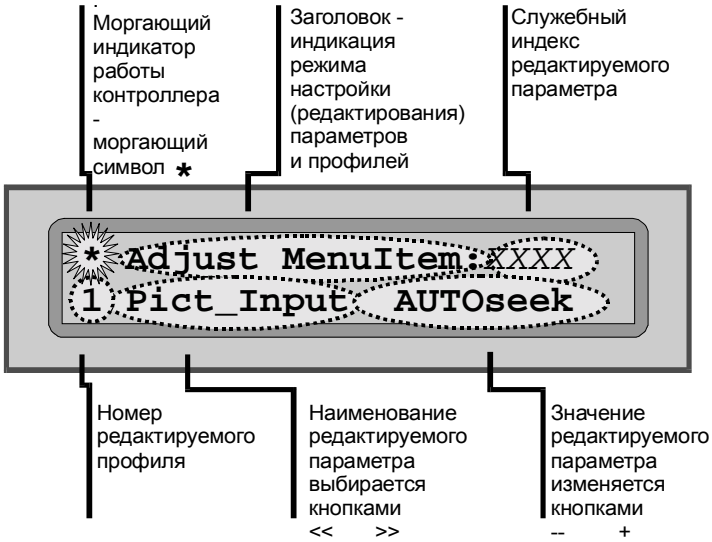 Моргающий
индикатор
работы
контроллера
-
моргающий
символ *
Заголовок -
индикация
режима
настройки
(редактирования)
параметров
и профилей
Служебный
индекс
редактируемого
параметра
* Adjust MenuItem:XXXX
1 Pict_Input AUTOseek
Номер
редактируемого
профиля
Наименование
редактируемого
параметра
выбирается
кнопками
<< >>
Значение
редактируемого
параметра
изменяется
кнопками
-- +